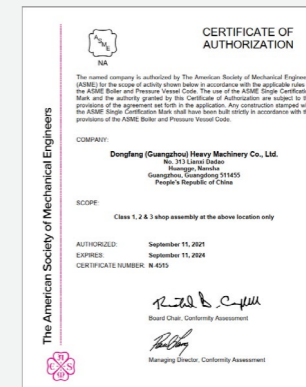 CERTIFICATE OF
AUTHORIZATION
ASME
NA
The named company is authorized by The American Society of Mechanical Engineers
(ASME) for the scope of activity shown below in accordance with the applicable rules
the ASME Boiler and Pressure Vessel Code. The use of the ASME Single Certification
Mark and the authority granted by this Certificate of Authorization are subject to the
provisions of the agreement set forth in the application. Any construction stamped with
the ASME Single Certification Mark shall have been built strictly in accordance with the
provisions of the ASME Boiler and Pressure Vessel Code.
COMPANY:
Dongfang (Guangzhou) Heavy Machinery Co., Ltd.
No. 313 Lianxi Dadao
Huangge, Nansha
Guangzhou, Guangdong 511455
People's Republic of China
SCOPE:
Class 1, 2 & 3 shop assembly at the above location only
AUTHORIZED: September 11, 2021
EXPIRES: September 11, 2024
CERTIFICATE NUMBER: N-4515
Board Chair, Conformity Assessment
Managing Director, Conformity Assessment
The American Society of Mechanical Engineers